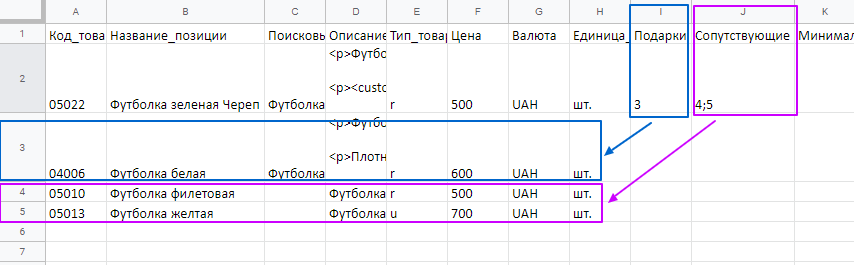 A B C D E F G H I J K
1 Код_това Название_позиции Поисковы Описание Тип_товар Цена Валюта Единица_ Подарки Сопутствующие Минимал
<p>Футбо
<p><custo
2 05022 Футболка зеленая Череп Футболка r 500 UAH шт. 3 4;5
<p>Футбо
<p>Плотн
3 04006 Футболка белая Футболка r 600 UAH шт.
4 05010 Футболка филетовая Футболка r 500 UAH шт.
5 05013 Футболка желтая Футболка u 700 UAH шт.
6
7